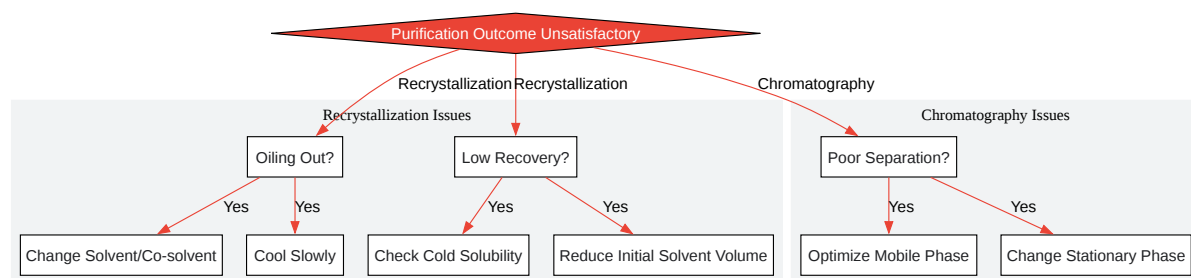 Purification Outcome Unsatisfactory
Recrystallization
Recrystallization
Chromatography
Recrystallization Issues
Chromatography Issues
Oiling Out?
Low Recovery?
Poor Separation?
Yes
Yes
Yes
Yes
Yes
Yes
Change Solvent/Co-solvent
Cool Slowly
Check Cold Solubility
Reduce Initial Solvent Volume
Optimize Mobile Phase
Change Stationary Phase